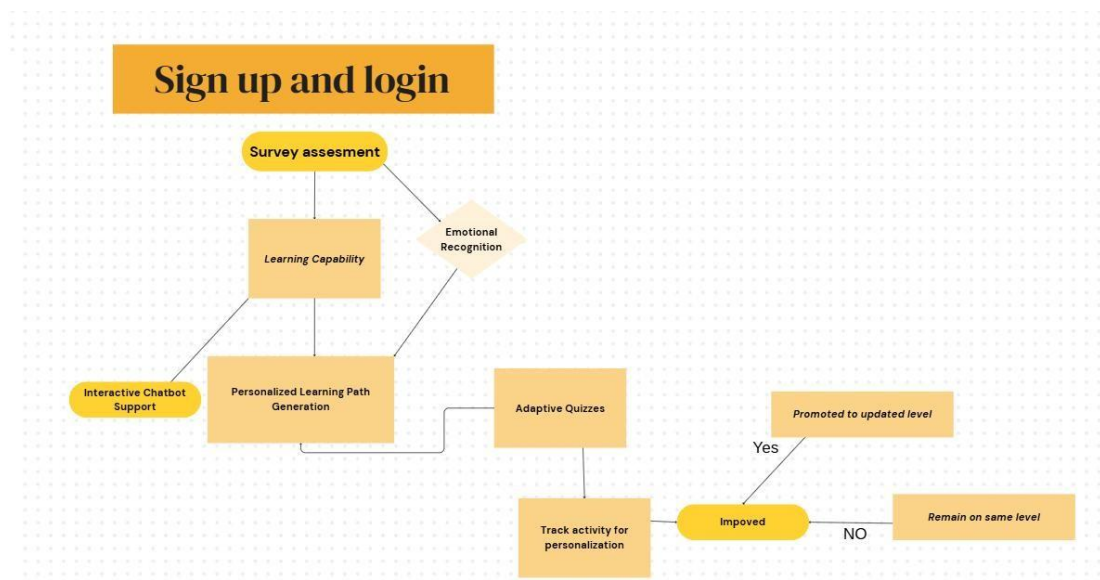 Sign up and login
Survey assesment
Emotional
Recognition
Learning Capability
Interactive Chatbot
Support
Personalized Learning Path
Generation
Adaptive Quizzes
Promoted to updated level
Yes
Track activity for
personalization
Impoved
NO
Remain on same level